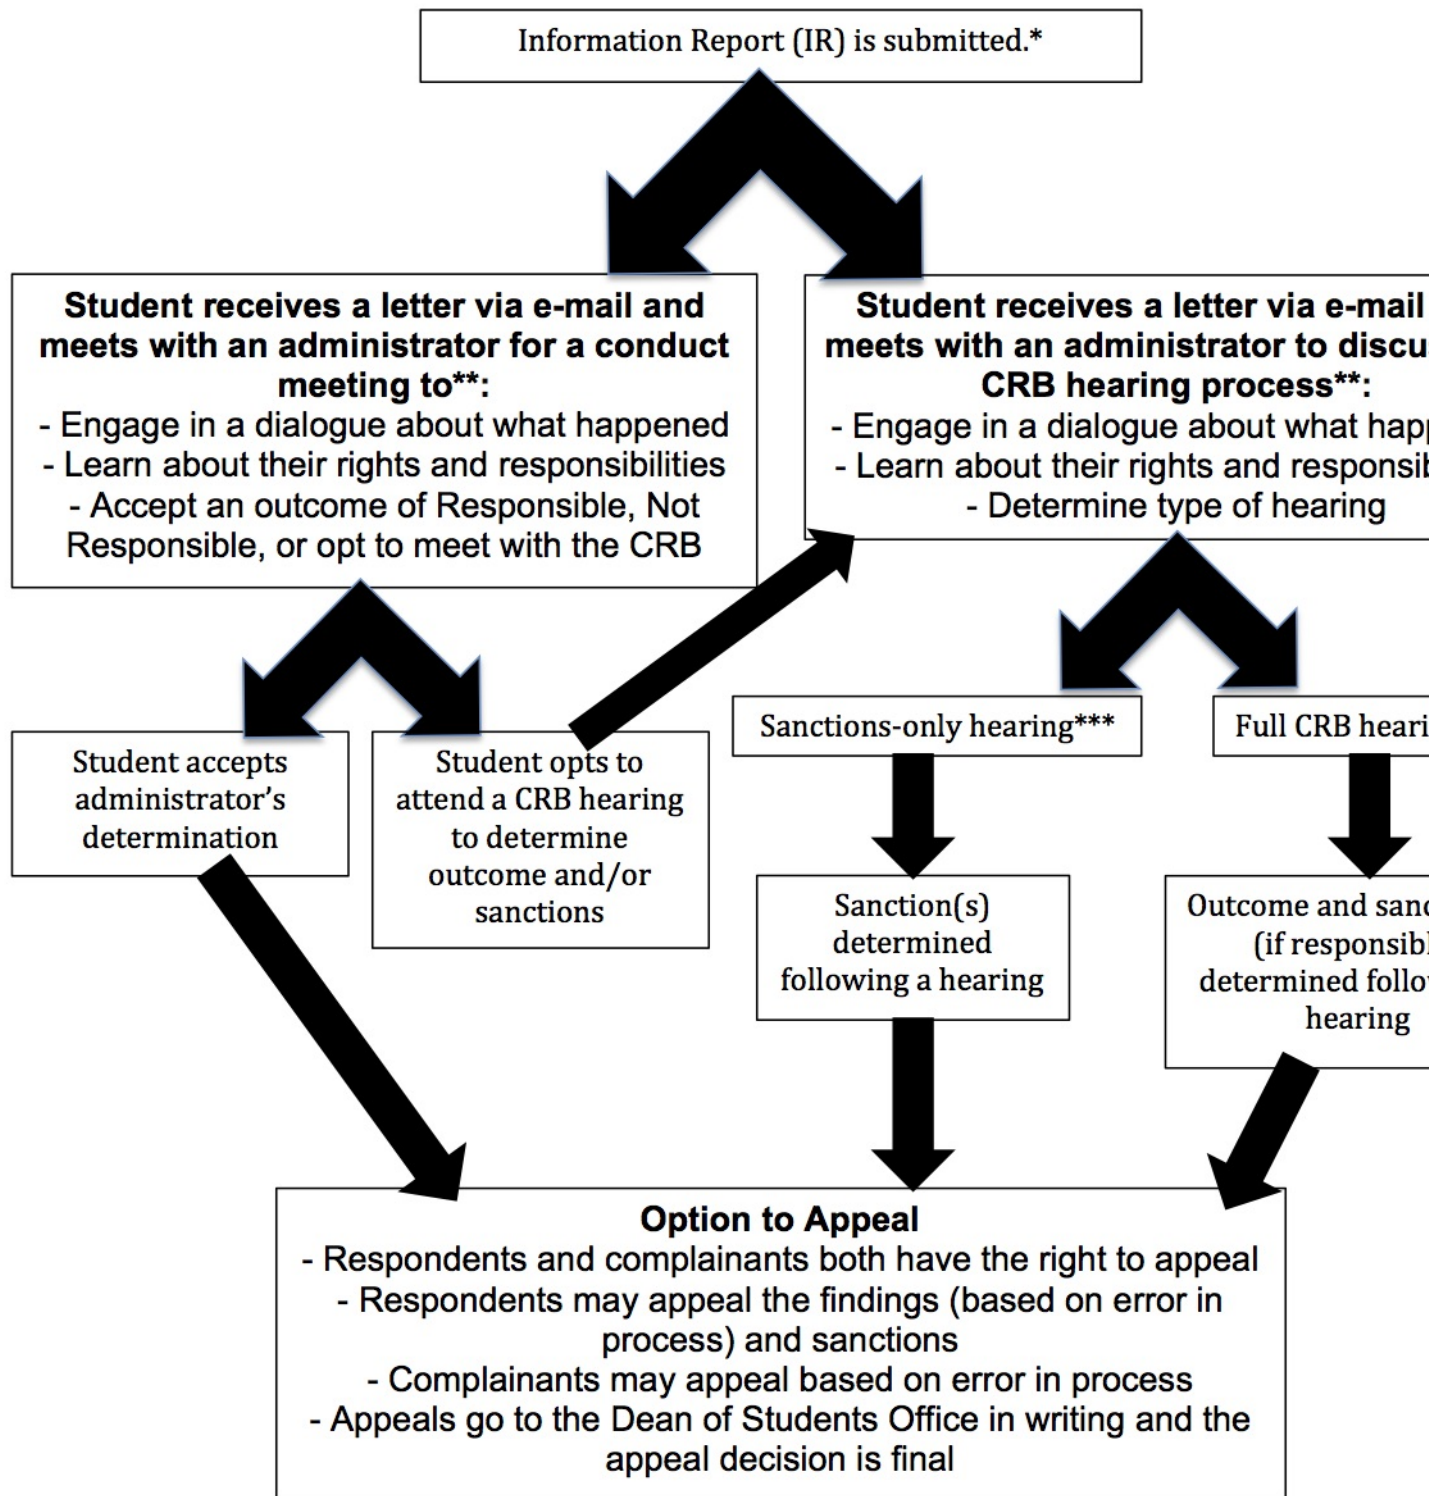 Information Report (IR) is submitted.*
Student receives a letter via e-mail and
meets with an administrator for a conduct
meeting to**:
- Engage in a dialogue about what happened
- Learn about their rights and responsibilities
- Accept an outcome of Responsible, Not
Responsible, or opt to meet with the CRB
Student receives a letter via e-mail
meets with an administrator to
CRB hearing process**:
- Engage in a dialogue about what
- Learn about their rights and
- Determine type of hearing
Student accepts
administrator's
determination
Student opts to
attend a CRB hearing
to determine
outcome and/or
sanctions
Sanctions-only hearing***
Full CRB
Sanction(s)
determined
following a hearing
Outcome and
(if
determined
hearing
Option to Appeal
- Respondents and complainants both have the right to appeal
- Respondents may appeal the findings (based on error in
process) and sanctions
- Complainants may appeal based on error in process
- Appeals go to the Dean of Students Office in writing and the
appeal decision is final